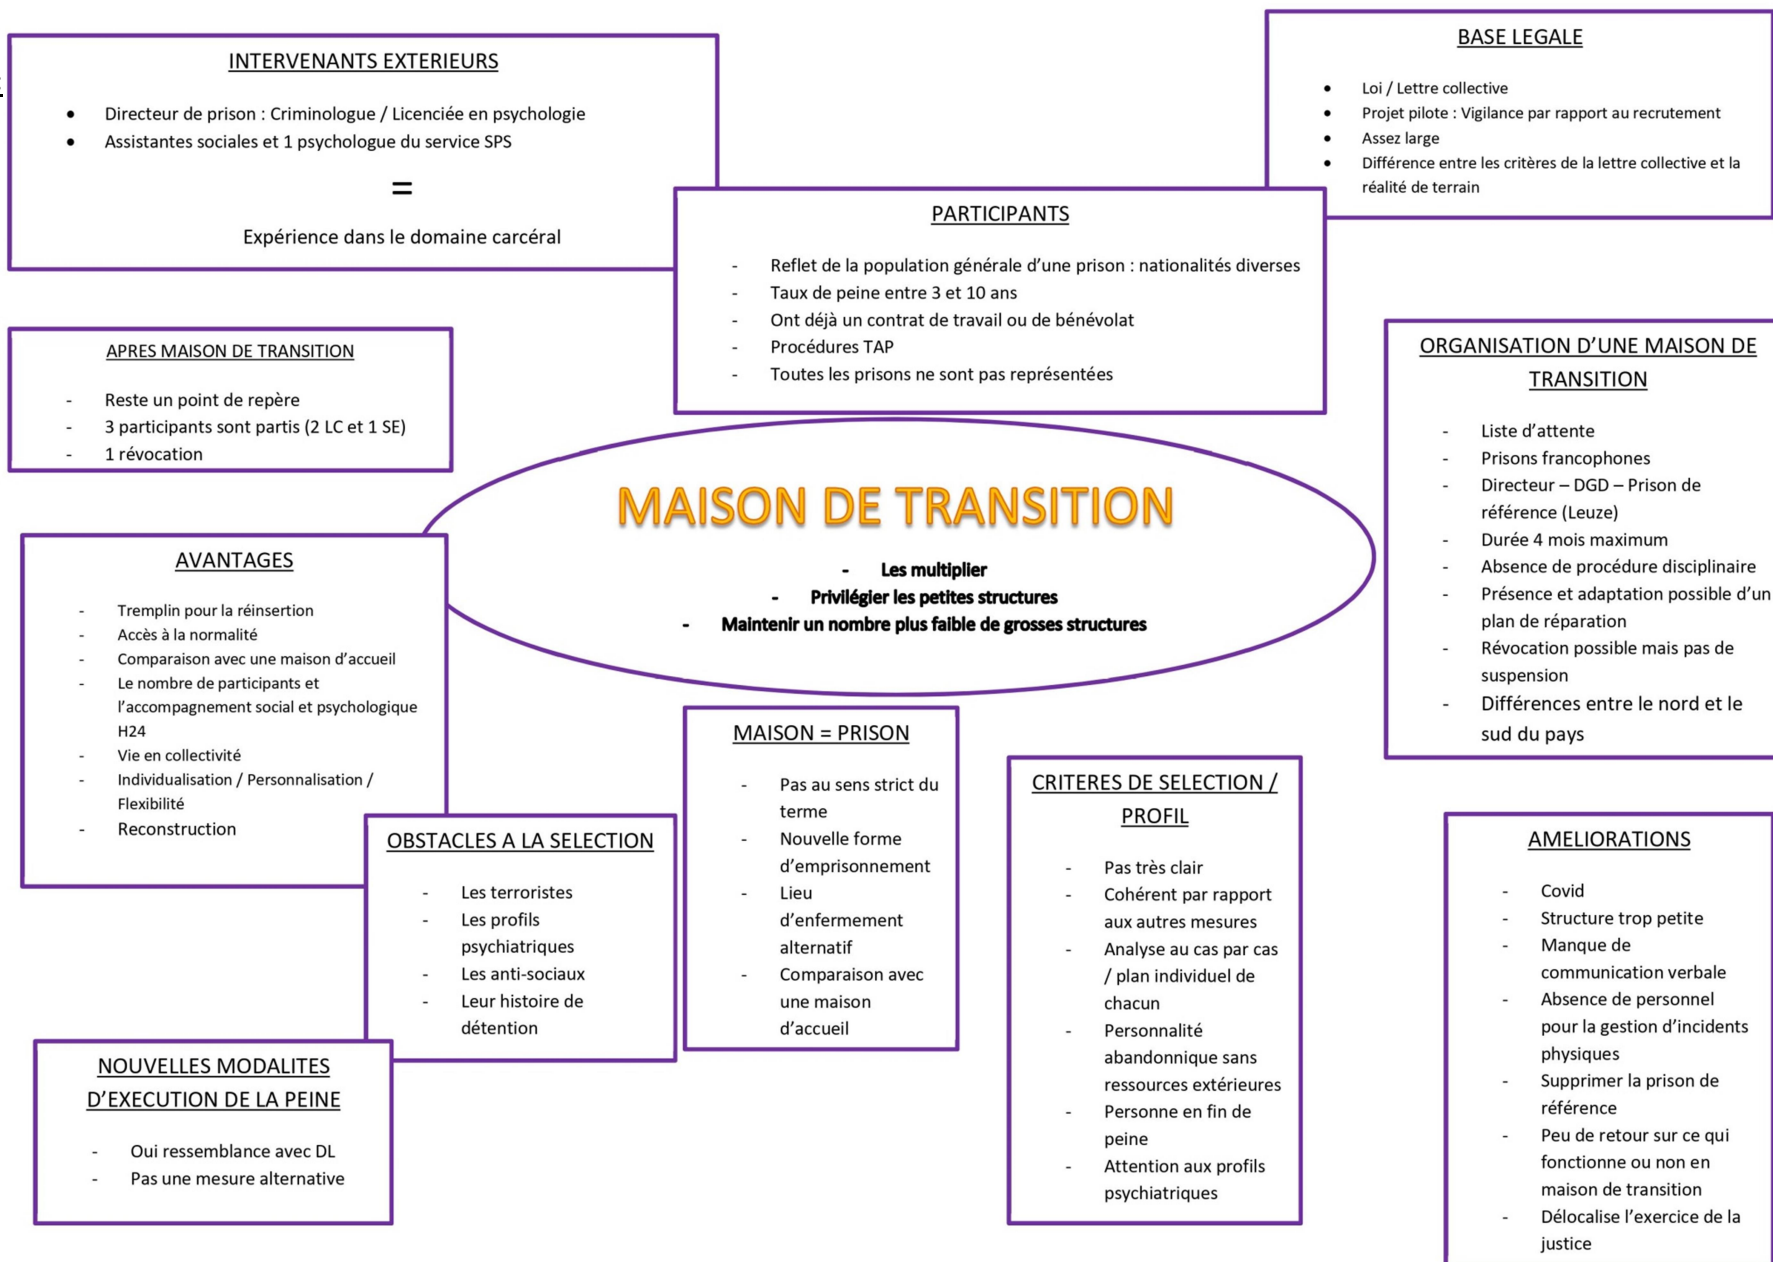 INTERVENANTS EXTERIEURS
• Directeur de prison : Criminologue / Licenciée en psychologie
• Assistantes sociales et 1 psychologue du service SPS
=
Expérience dans le domaine carcéral
BASE LEGALE
• Loi / Lettre collective
• Projet pilote : Vigilance par rapport au recrutement
• Assez large
• Différence entre les critères de la lettre collective et la
réalité de terrain
PARTICIPANTS
- Reflet de la population générale d’une prison : nationalités diverses
- Taux de peine entre 3 et 10 ans
- Ont déjà un contrat de travail ou de bénévolat
- Procédures TAP
- Toutes les prisons ne sont pas représentées
APRES MAISON DE TRANSITION
- Reste un point de repère
- 3 participants sont partis (2 LC et 1 SE)
- 1 révocation
ORGANISATION D’UNE MAISON DE
TRANSITION
- Liste d’attente
- Prisons francophones
- Directeur – DGD – Prison de
référence (Leuze)
- Durée 4 mois maximum
- Absence de procédure disciplinaire
- Présence et adaptation possible d’un
plan de réparation
- Révocation possible mais pas de
suspension
- Différences entre le nord et le
sud du pays
MAISON DE TRANSITION
- Les multiplier
- Privilégier les petites structures
- Maintenir un nombre plus faible de grosses structures
AVANTAGES
- Tremplin pour la réinsertion
- Accès à la normalité
- Comparaison avec une maison d’accueil
- Le nombre de participants et
l’accompagnement social et psychologique
H24
- Vie en collectivité
- Individualisation / Personnalisation /
Flexibilité
- Reconstruction
OBSTACLES A LA SELECTION
- Les terroristes
- Les profils
psychiatriques
- Les anti-sociaux
- Leur histoire de
détention
MAISON = PRISON
- Pas au sens strict du
terme
- Nouvelle forme
d’emprisonnement
- Lieu
d’enfermement
alternatif
- Comparaison avec
une maison
d’accueil
CRITERES DE SELECTION /
PROFIL
- Pas très clair
- Cohérent par rapport
aux autres mesures
- Analyse au cas par cas
/ plan individuel de
chacun
- Personnalité
abandonnique sans
ressources extérieures
- Personne en fin de
peine
- Attention aux profils
psychiatriques
AMELIORATIONS
- Covid
- Structure trop petite
- Manque de
communication verbale
- Absence de personnel
pour la gestion d’incidents
physiques
- Supprimer la prison de
référence
- Peu de retour sur ce qui
fonctionne ou non en
maison de transition
- Délocalise l’exercice de la
justice
NOUVELLES MODALITES
D’EXECUTION DE LA PEINE
- Oui ressemblance avec DL
- Pas une mesure alternative